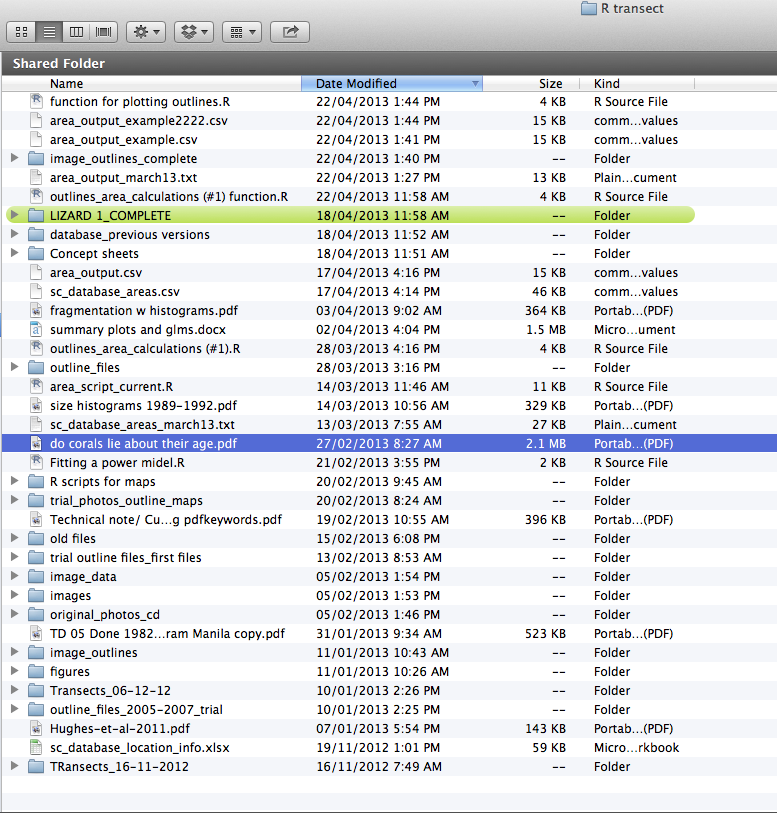 R transect
Shared Folder
Name Date Modified Size Kind
function for plotting outlines.R 22/04/2013 1:44 PM 4 KB R Source File
area_output_example2222.csv 22/04/2013 1:44 PM 15 KB comm...values
area_output_example.csv 22/04/2013 1:41 PM 15 KB comm...values
image_outlines_complete 22/04/2013 1:40 PM -- Folder
area_output_march13.txt 22/04/2013 1:27 PM 13 KB Plain...cument
outlines_area_calculations (#1) function.R 22/04/2013 11:58 AM 4 KB R Source File
LIZARD 1_COMPLETE 18/04/2013 11:58 AM -- Folder
database_previous versions 18/04/2013 11:52 AM -- Folder
Concept sheets 18/04/2013 11:51 AM -- Folder
area_output.csv 17/04/2013 4:16 PM 15 KB comm...values
sc_database_areas.csv 17/04/2013 4:14 PM 46 KB comm...values
fragmentation w histograms.pdf 03/04/2013 9:02 AM 364 KB Portab...(PDF)
summary plots and glms.docx 02/04/2013 4:04 PM 1.5 MB Micro...ument
outlines_area_calculations (#1).R 28/03/2013 4:16 PM 4 KB R Source File
outline_files 28/03/2013 3:16 PM -- Folder
area_script_current.R 14/03/2013 11:46 AM 11 KB R Source File
size histograms 1989-1992.pdf 14/03/2013 10:56 AM 329 KB Portab...(PDF)
sc_database_areas_march13.txt 13/03/2013 7:55 AM 27 KB Plain...cument
do corals lie about their age.pdf 27/02/2013 8:27 AM 2.1 MB Portab...(PDF)
Fitting a power midel.R 21/02/2013 3:55 PM 2 KB R Source File
R scripts for maps 20/02/2013 9:45 AM -- Folder
trial_photos_outline_maps 20/02/2013 8:24 AM -- Folder
Technical note/ Cu...g pdfkeywords.pdf 19/02/2013 10:55 AM 396 KB Portab...(PDF)
old files 15/02/2013 6:08 PM -- Folder
trial outline files_first files 13/02/2013 8:53 AM -- Folder
image_data 05/02/2013 1:54 PM -- Folder
images 05/02/2013 1:53 PM -- Folder
original_photos_cd 05/02/2013 1:46 PM -- Folder
TD 05 Done 1982...ram Manila copy.pdf 31/01/2013 9:34 AM 523 KB Portab...(PDF)
image_outlines 11/01/2013 10:43 AM -- Folder
figures 11/01/2013 10:26 AM -- Folder
Transects_06-12-12 10/01/2013 2:26 PM -- Folder
outline_files_2005-2007_trial 10/01/2013 2:25 PM -- Folder
Hughes-et-al-2011.pdf 07/01/2013 5:54 PM 143 KB Portab...(PDF)
sc_database_location_info.xlsx 19/11/2012 1:01 PM 59 KB Micro...rkbook
TRansects_16-11-2012 16/11/2012 7:49 AM -- Folder